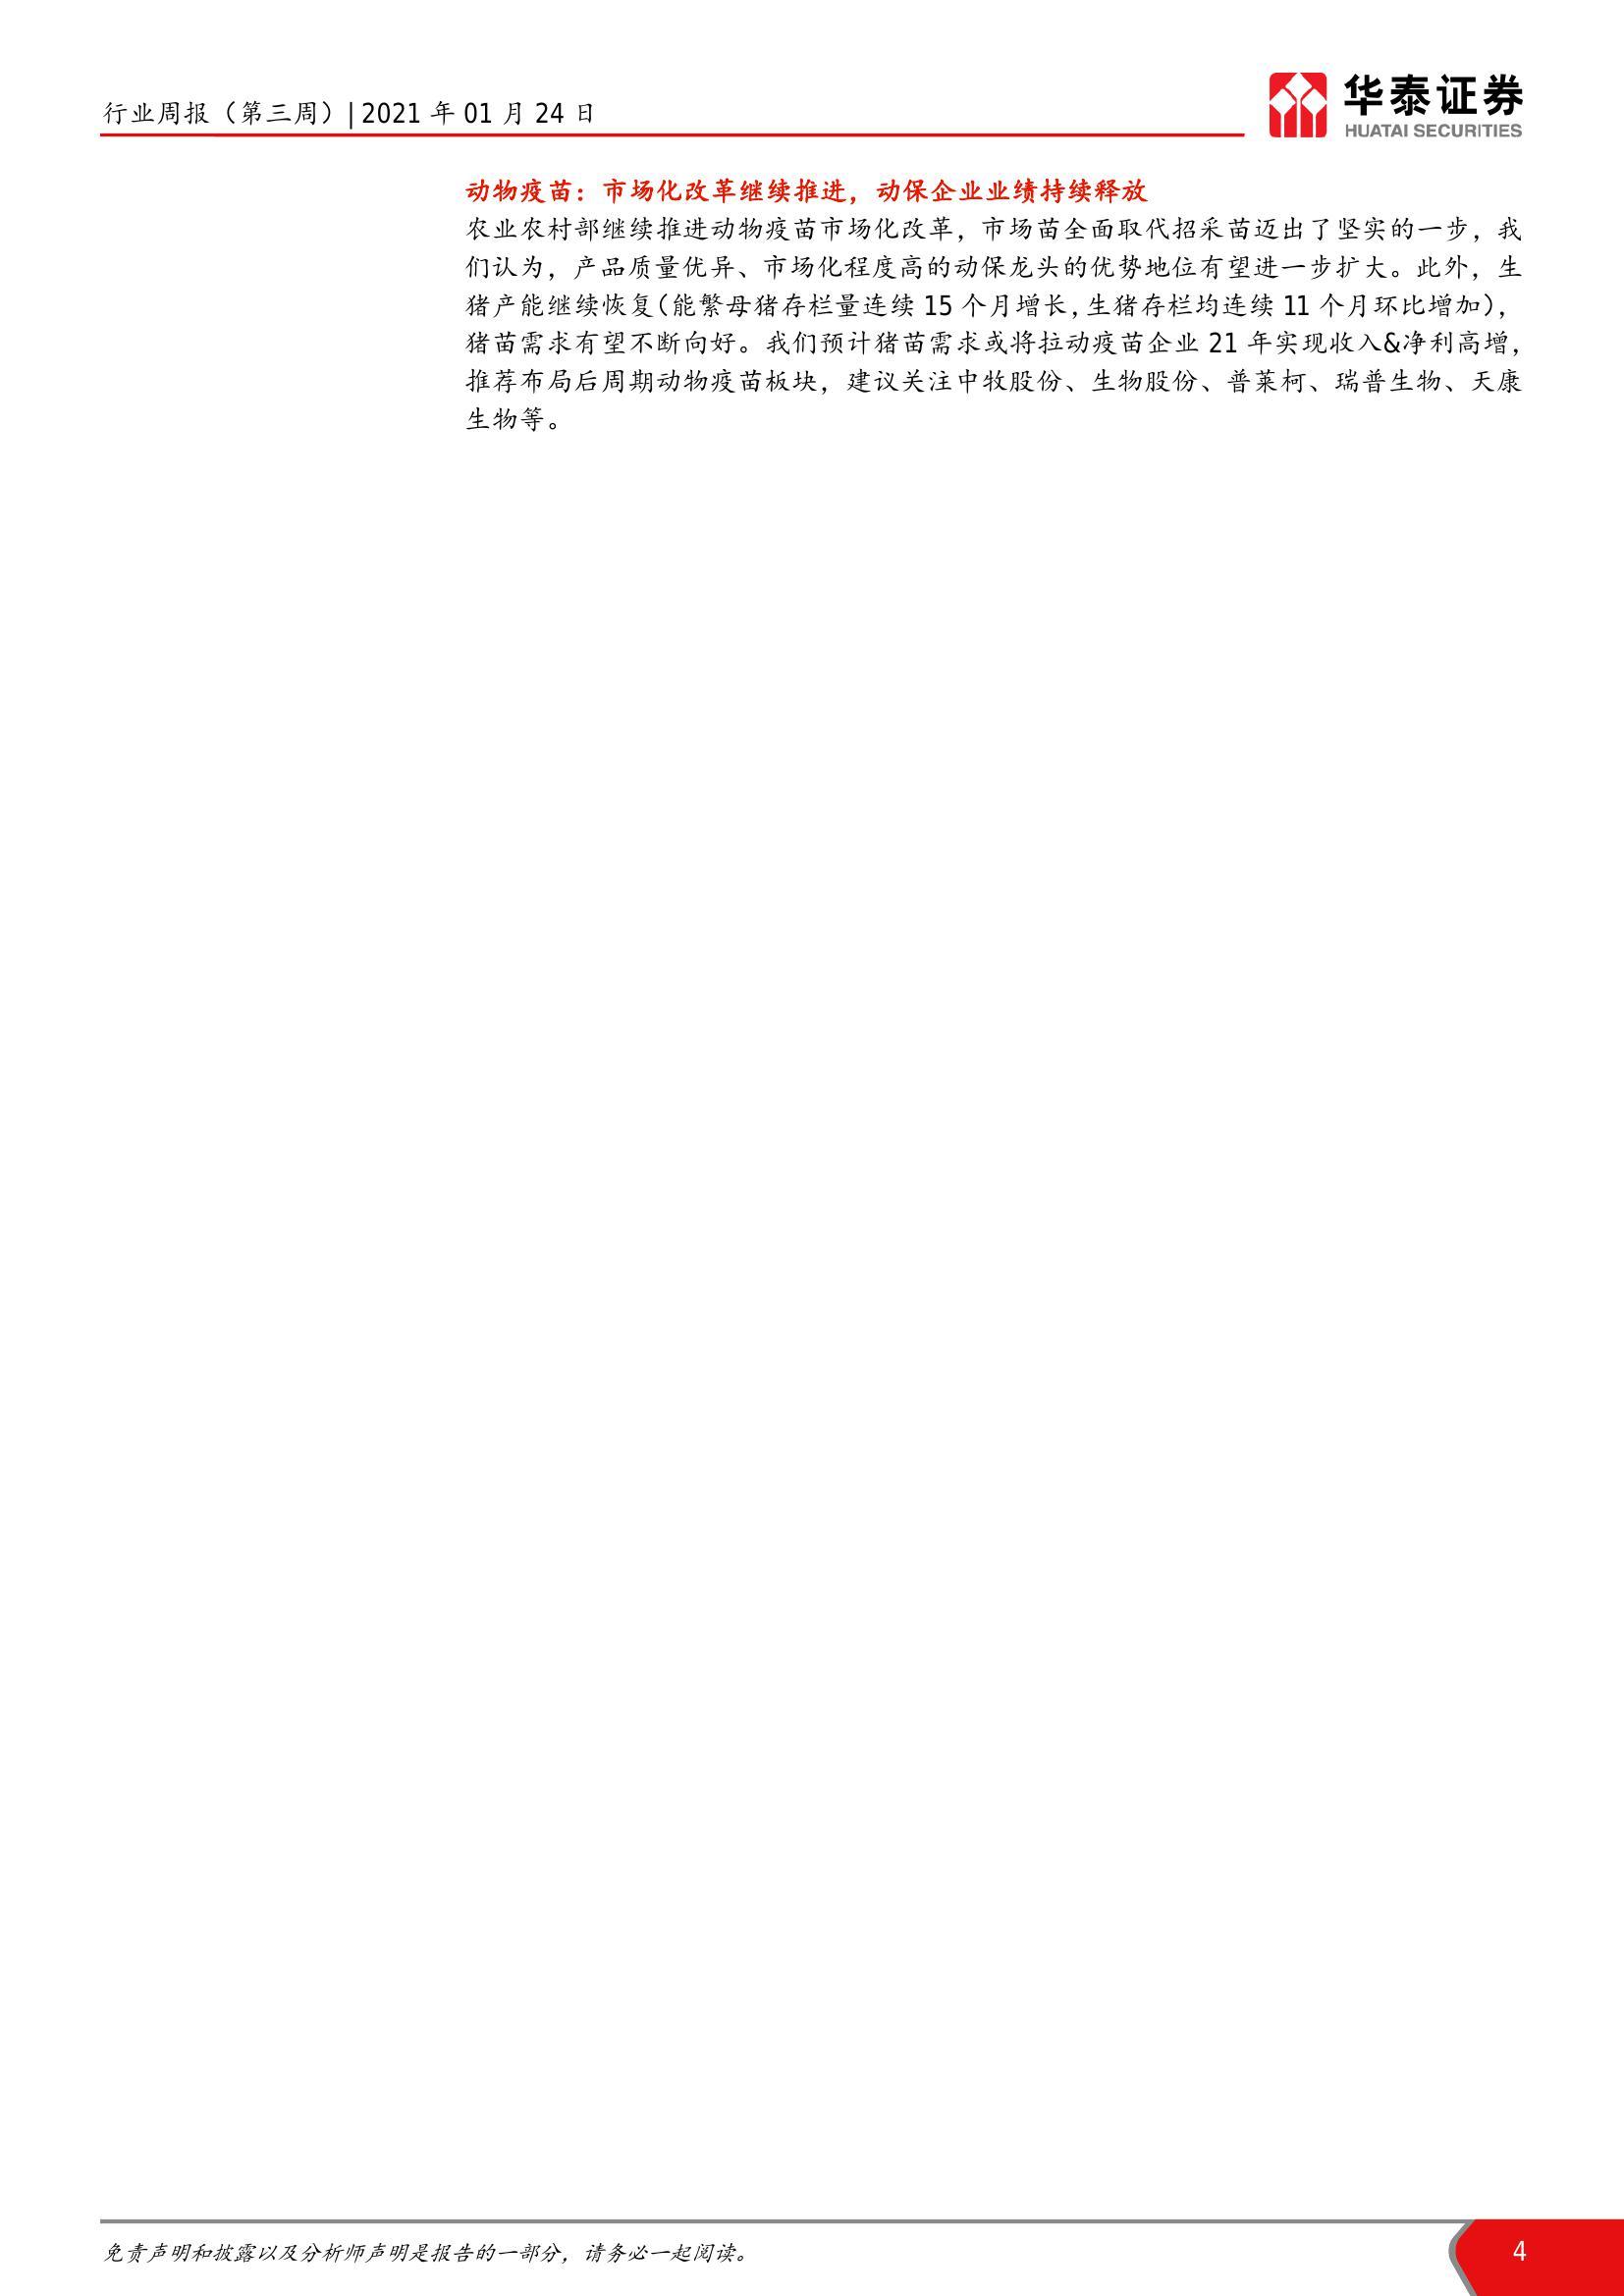 行业周报（第三周）| 2021 年 01 月 24 日
华泰证券
HUATAI SECURITIES
动物疫苗：市场化改革继续推进，动保企业业绩持续释放
农业农村部继续推进动物疫苗市场化改革，市场苗全面取代招采苗迈出了坚实的一步，我
们认为，产品质量优异、市场化程度高的动保龙头的优势地位有望进一步扩大。此外，生
猪产能继续恢复（能繁母猪存栏量连续 15 个月增长，生猪存栏均连续 11 个月环比增加），
猪苗需求有望不断向好。我们预计猪苗需求或将拉动疫苗企业 21 年实现收入&净利高增，
推荐布局后周期动物疫苗板块，建议关注中牧股份、生物股份、普莱柯、瑞普生物、天康
生物等。
免责声明和披露以及分析师声明是报告的一部分，请务必一起阅读。
4